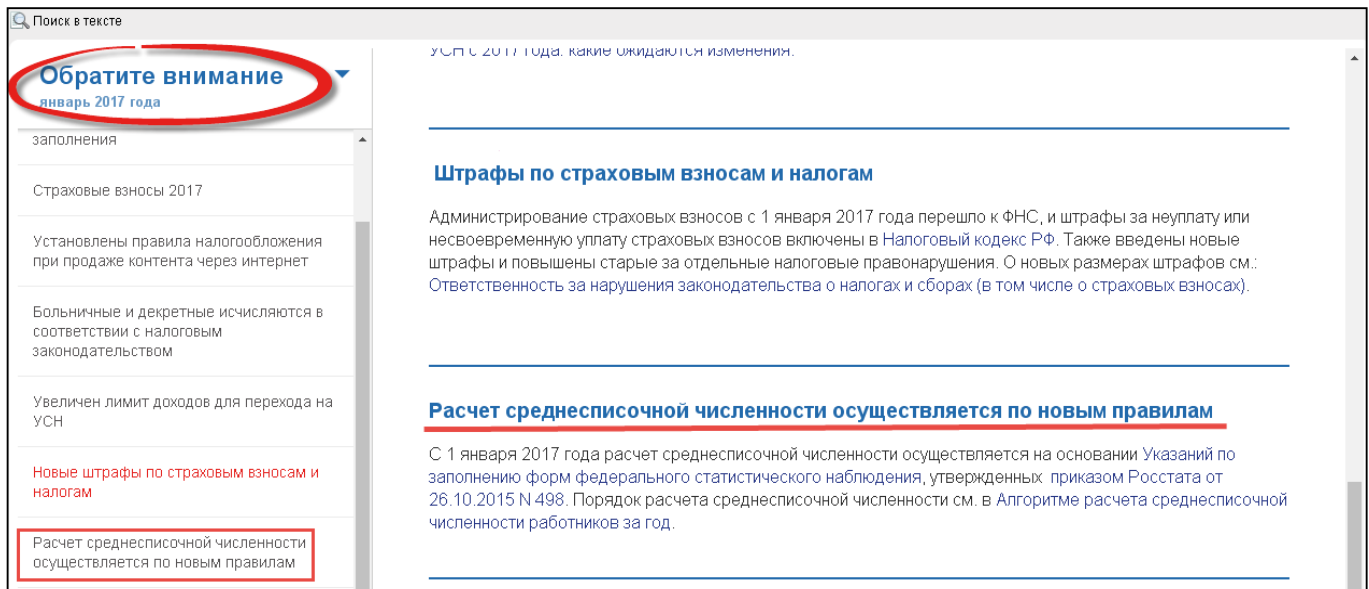 Поиск в тексте
Обратите внимание
январь 2017 года
заполнения
Страховые взносы 2017
Установлены правила налогообложения
при продаже контента через интернет
Больничные и декретные исчисляются в
соответствии с налоговым
законодательством
Увеличен лимит доходов для перехода на
УСН
Новые штрафы по страховым взносам и
налогам
Расчет среднесписочной численности
осуществляется по новым правилам
УСН с 2017 года: какие ожидаются изменения.
Штрафы по страховым взносам и налогам
Администрирование страховых взносов с 1 января 2017 года перешло к ФНС, и штрафы за неуплату или
несвоевременную уплату страховых взносов включены в Налоговый кодекс РФ. Также введены новые
штрафы и повышены старые за отдельные налоговые правонарушения. О новых размерах штрафов см.:
Ответственность за нарушения законодательства о налогах и сборах (в том числе о страховых взносах).
Расчет среднесписочной численности осуществляется по новым правилам
С 1 января 2017 года расчет среднесписочной численности осуществляется на основании Указаний по
заполнению форм федерального статистического наблюдения, утвержденных приказом Росстата от
26.10.2015 N 498. Порядок расчета среднесписочной численности см. в Алгоритме расчета среднесписочной
численности работников за год.